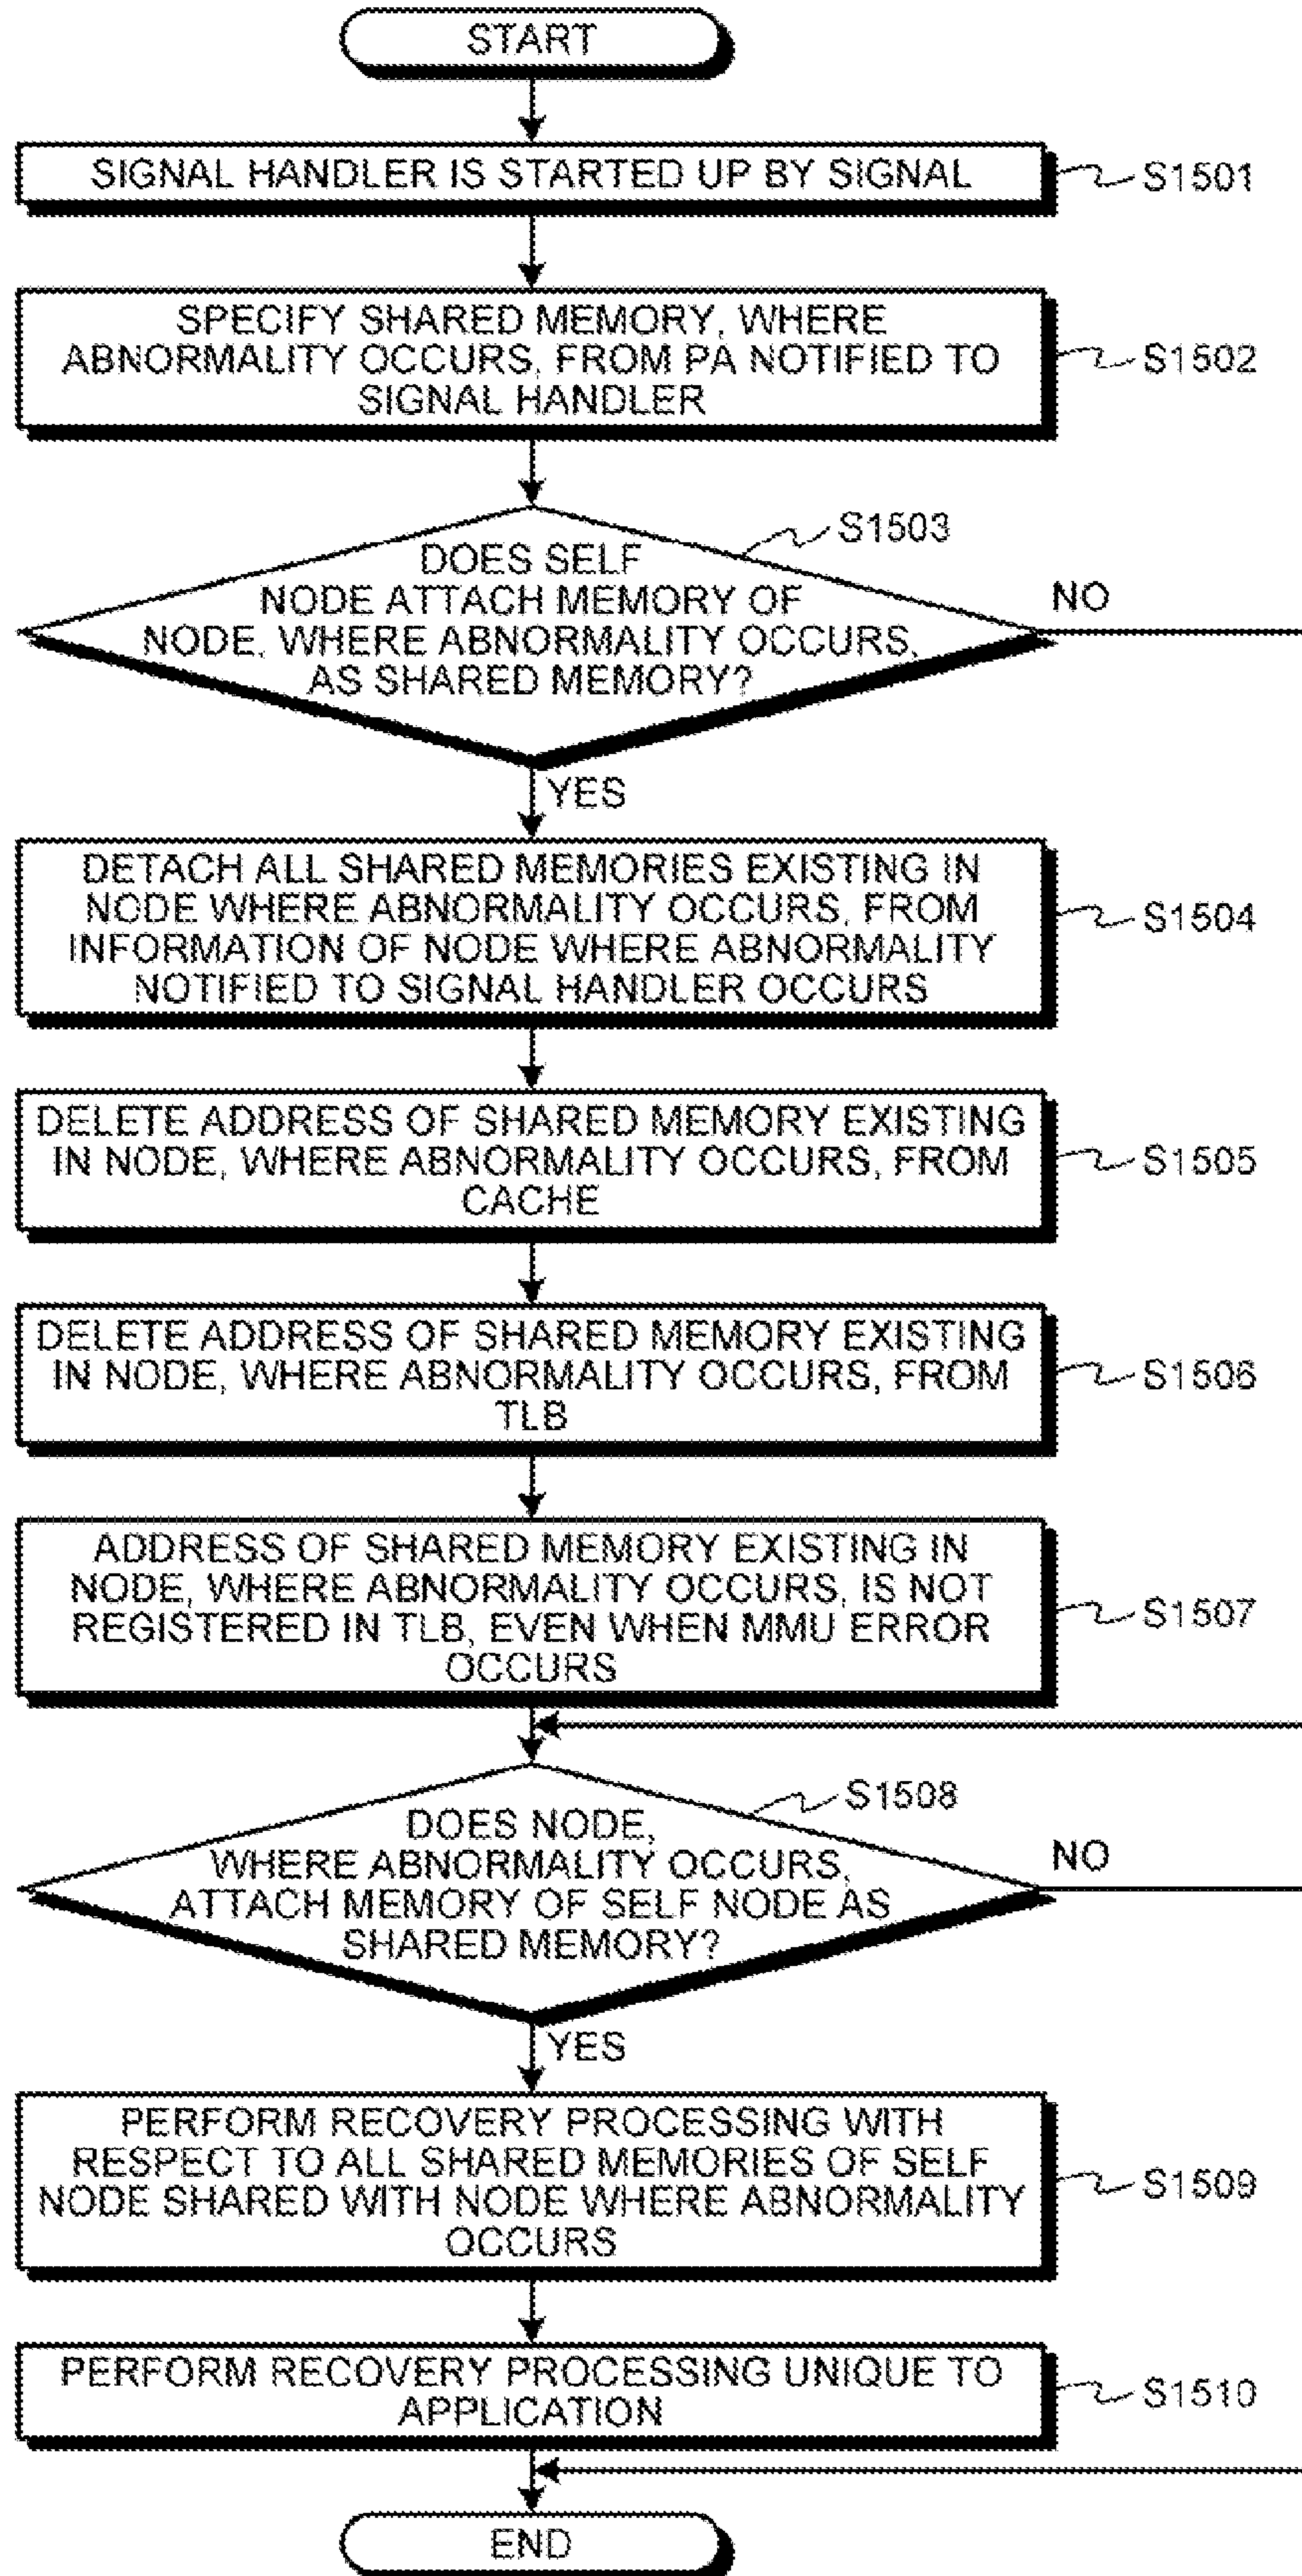 START
SIGNAL HANDLER IS STARTED UP BY SIGNAL
S1501
SPECIFY SHARED MEMORY, WHERE
ABNORMALITY OCCURS, FROM PA NOTIFIED TO
SIGNAL HANDLER
S1502
S1503
DOES SELF
NODE ATTACH MEMORY OF
NODE, WHERE ABNORMALITY OCCURS,
AS SHARED MEMORY?
NO
YES
DETACH ALL SHARED MEMORIES EXISTING IN
NODE WHERE ABNORMALITY OCCURS, FROM
INFORMATION OF NODE WHERE ABNORMALITY
NOTIFIED TO SIGNAL HANDLER OCCURS
S1504
DELETE ADDRESS OF SHARED MEMORY EXISTING
IN NODE, WHERE ABNORMALITY OCCURS, FROM
CACHE
S1505
DELETE ADDRESS OF SHARED MEMORY EXISTING
IN NODE, WHERE ABNORMALITY OCCURS, FROM
TLB
S1506
ADDRESS OF SHARED MEMORY EXISTING IN
NODE, WHERE ABNORMALITY OCCURS, IS NOT
REGISTERED IN TLB, EVEN WHEN MMU ERROR
OCCURS
S1507
S1508
DOES NODE,
WHERE ABNORMALITY OCCURS,
ATTACH MEMORY OF SELF NODE AS
SHARED MEMORY?
NO
YES
PERFORM RECOVERY PROCESSING WITH
RESPECT TO ALL SHARED MEMORIES OF SELF
NODE SHARED WITH NODE WHERE ABNORMALITY
OCCURS
S1509
PERFORM RECOVERY PROCESSING UNIQUE TO
APPLICATION
S1510
END